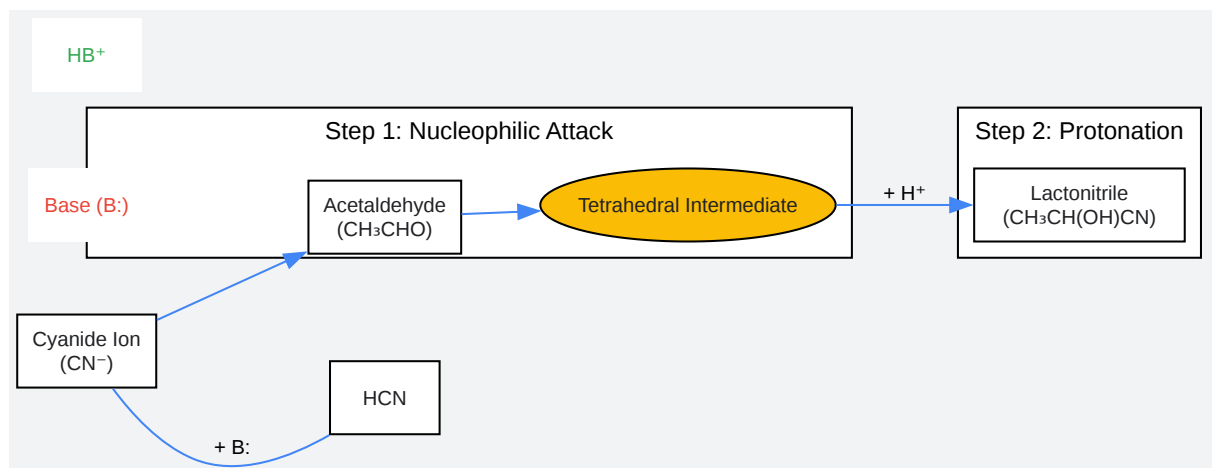 HB⁺
Step 1: Nucleophilic Attack
Step 2: Protonation
Base (B:)
Acetaldehyde
(CH₃CHO)
Tetrahedral Intermediate
+ H⁺
Lactonitrile
(CH₃CH(OH)CN)
Cyanide Ion
(CN⁻)
HCN
+ B: